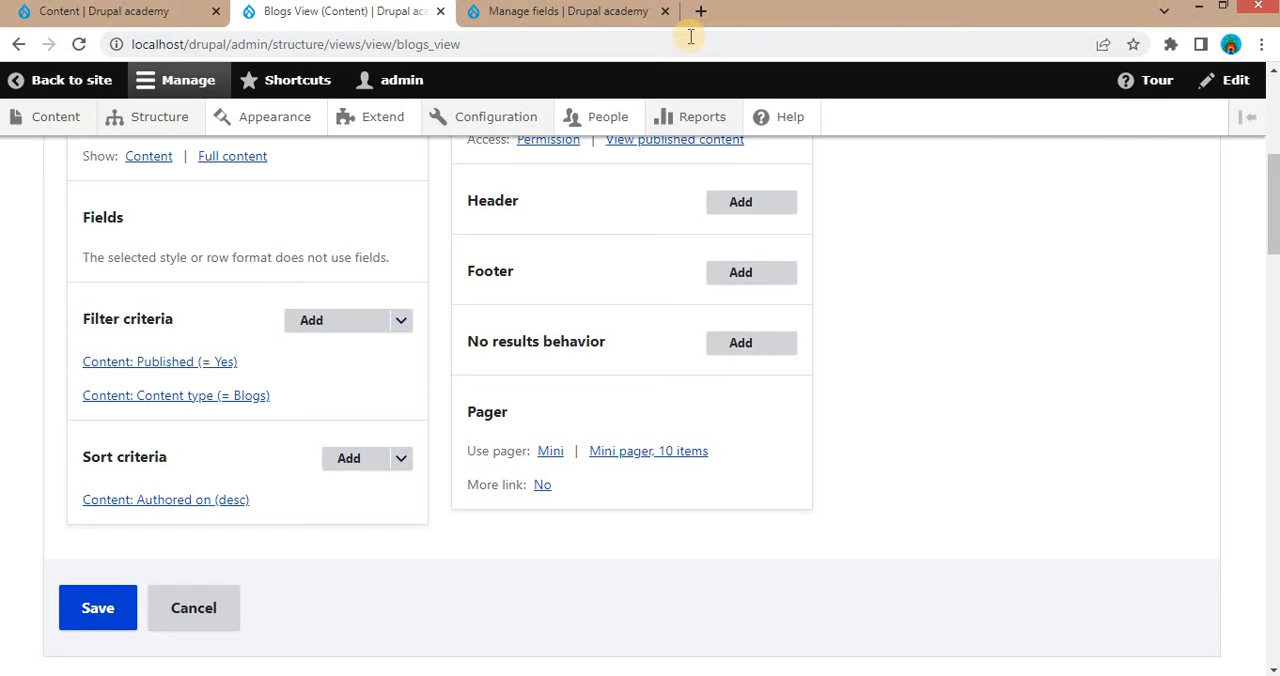 Content | Drupal academy
Blogs View (Content) | Drupal aca
Manage fields | Drupal academy
localhost/drupal/admin/structure/views/view/blogs_view
Back to site
Manage
Shortcuts
admin
Tour
Edit
Content
Structure
Appearance
Extend
Configuration
People
Reports
Help
Show: Content | Full content
Fields
The selected style or row format does not use fields.
Filter criteria
Add
Content: Published (= Yes)
Content: Content type (= Blogs)
Sort criteria
Add
Content: Authored on (desc)
Access: Permission | View published content
Header
Add
Footer
Add
No results behavior
Add
Pager
Use pager: Mini | Mini pager, 10 items
More link: No
Save
Cancel